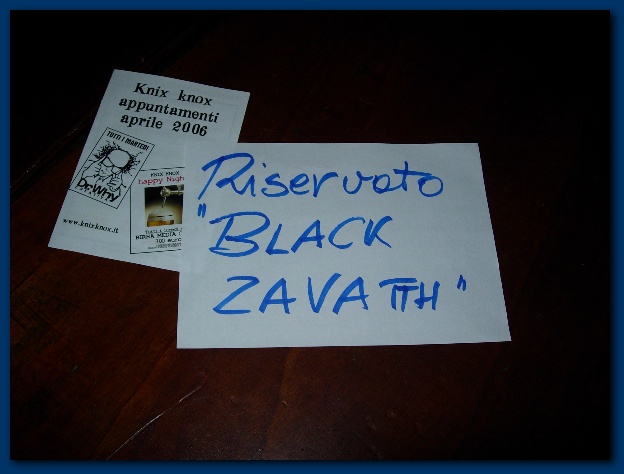 Knix knox
appuntamenti
aprile 2006
TUTTI I MARTEDI
Dr.Why
KNIX KNOX
Happy Nigh
www.knixknox.it
Riservato
"BLACK
ZAVATTH"